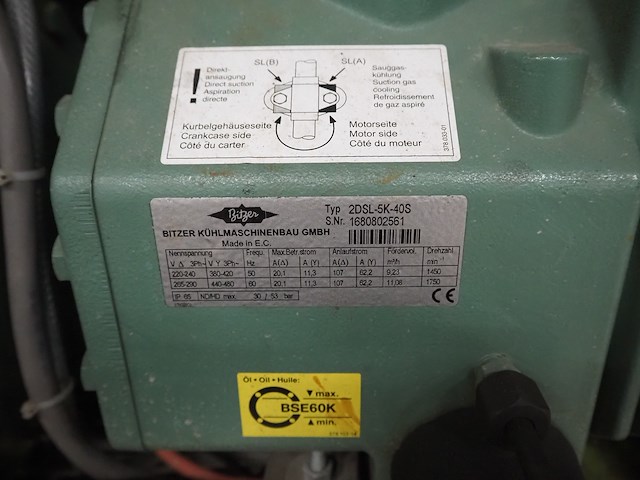 SL(B)
SL(A)
!
Direkt-
ansaugung
Direct suction
Aspiration
directe
Sauggas-
kühlung
Suction gas
cooling
Refroidissement
de gaz aspiré
Kurbelgehäuseseite
Crankcase side
Côté du carter
Motorseite
Motor side
Côté du moteur
378 033-01
Bitzer
Typ 2DSL-5K-40S
S.Nr. 1680802561
BITZER KÜHLMASCHINENBAU GMBH
Made in E.C.
Nennspannung Frequ. Max.Betr.strom Anlaufstrom Fördervol. Drehzahl
V Δ 3Ph~ V Y 3Ph~ Hz A(Δ) A (Y) A(Δ) A (Y) m³/h min⁻¹
220-240 380-420 50 20,1 11,3 107 62,2 9,23 1450
265-290 440-480 60 20,1 11,3 107 62,2 11,08 1750
IP 65 ND/HD max. 30 / 53 bar
CE
Öl • Oil • Huile:
▼ max.
BSE60K
▲ min.